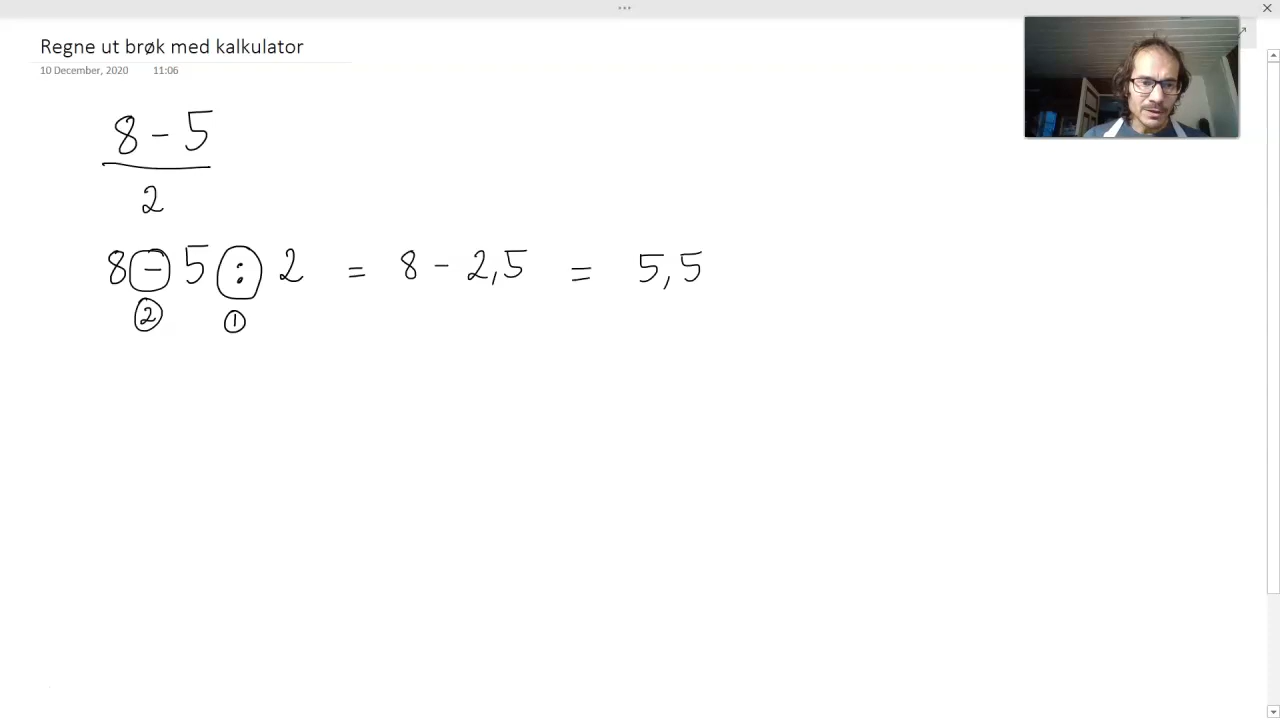 Regne ut brøk med kalkulator
10 December, 2020 11:06
8 - 5
2
8 - 5 : 2 = 8 - 2,5 = 5,5
2 1